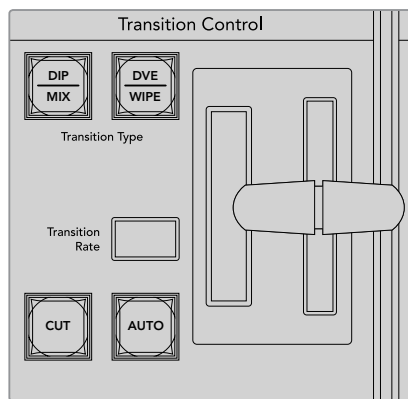 Transition Control
DIP
MIX
DVE
WIPE
Transition Type
Transition
Rate
CUT
AUTO